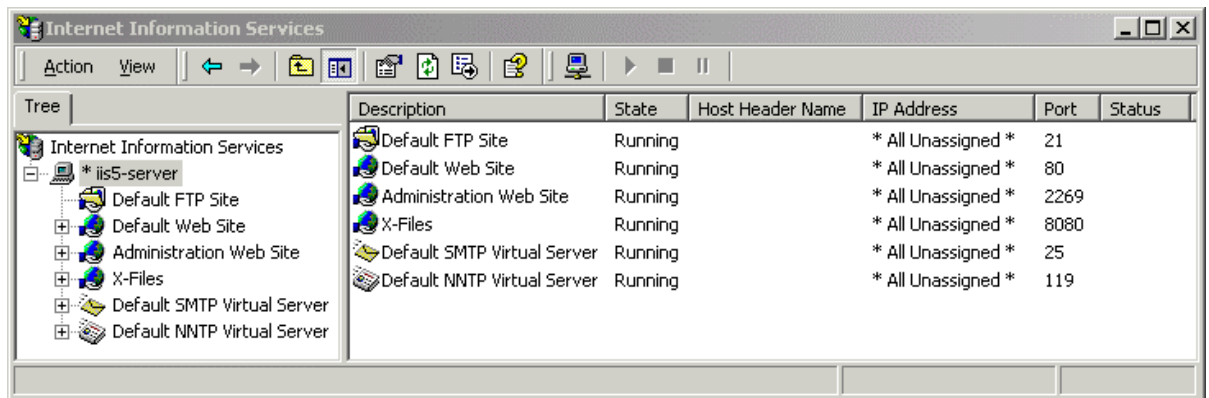 Internet Information Services
Action View
Tree
Internet Information Services
* iis5-server
Default FTP Site
Default Web Site
Administration Web Site
X-Files
Default SMTP Virtual Server
Default NNTP Virtual Server
Description State Host Header Name IP Address Port Status
Default FTP Site Running * All Unassigned * 21
Default Web Site Running * All Unassigned * 80
Administration Web Site Running * All Unassigned * 2269
X-Files Running * All Unassigned * 8080
Default SMTP Virtual Server Running * All Unassigned * 25
Default NNTP Virtual Server Running * All Unassigned * 119